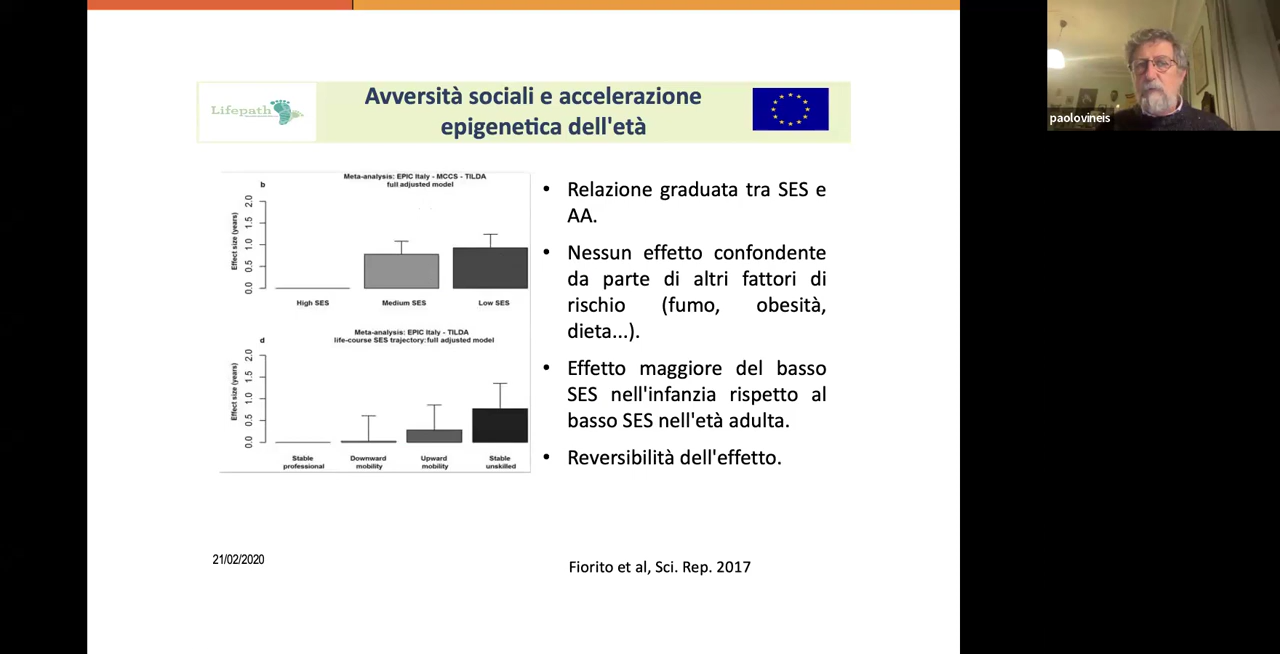 Lifepath
Avversità sociali e accelerazione
epigenetica dell'età
paolovineis
Meta-analysis: EPIC Italy - MCCS - TILDA
full adjusted model
b
Effect size (years)
2.0
1.5
1.0
0.5
0.0
High SES
Medium SES
Low SES
Meta-analysis: EPIC Italy - TILDA
life-course SES trajectory:full adjusted model
d
Effect size (years)
2.0
1.5
1.0
0.5
0.0
Stable
professional
Downward
mobility
Upward
mobility
Stable
unskilled
• Relazione graduata tra SES e
AA.
• Nessun effetto confondente
da parte di altri fattori di
rischio (fumo, obesità,
dieta...).
• Effetto maggiore del basso
SES nell'infanzia rispetto al
basso SES nell'età adulta.
• Reversibilità dell'effetto.
21/02/2020
Fiorito et al, Sci. Rep. 2017